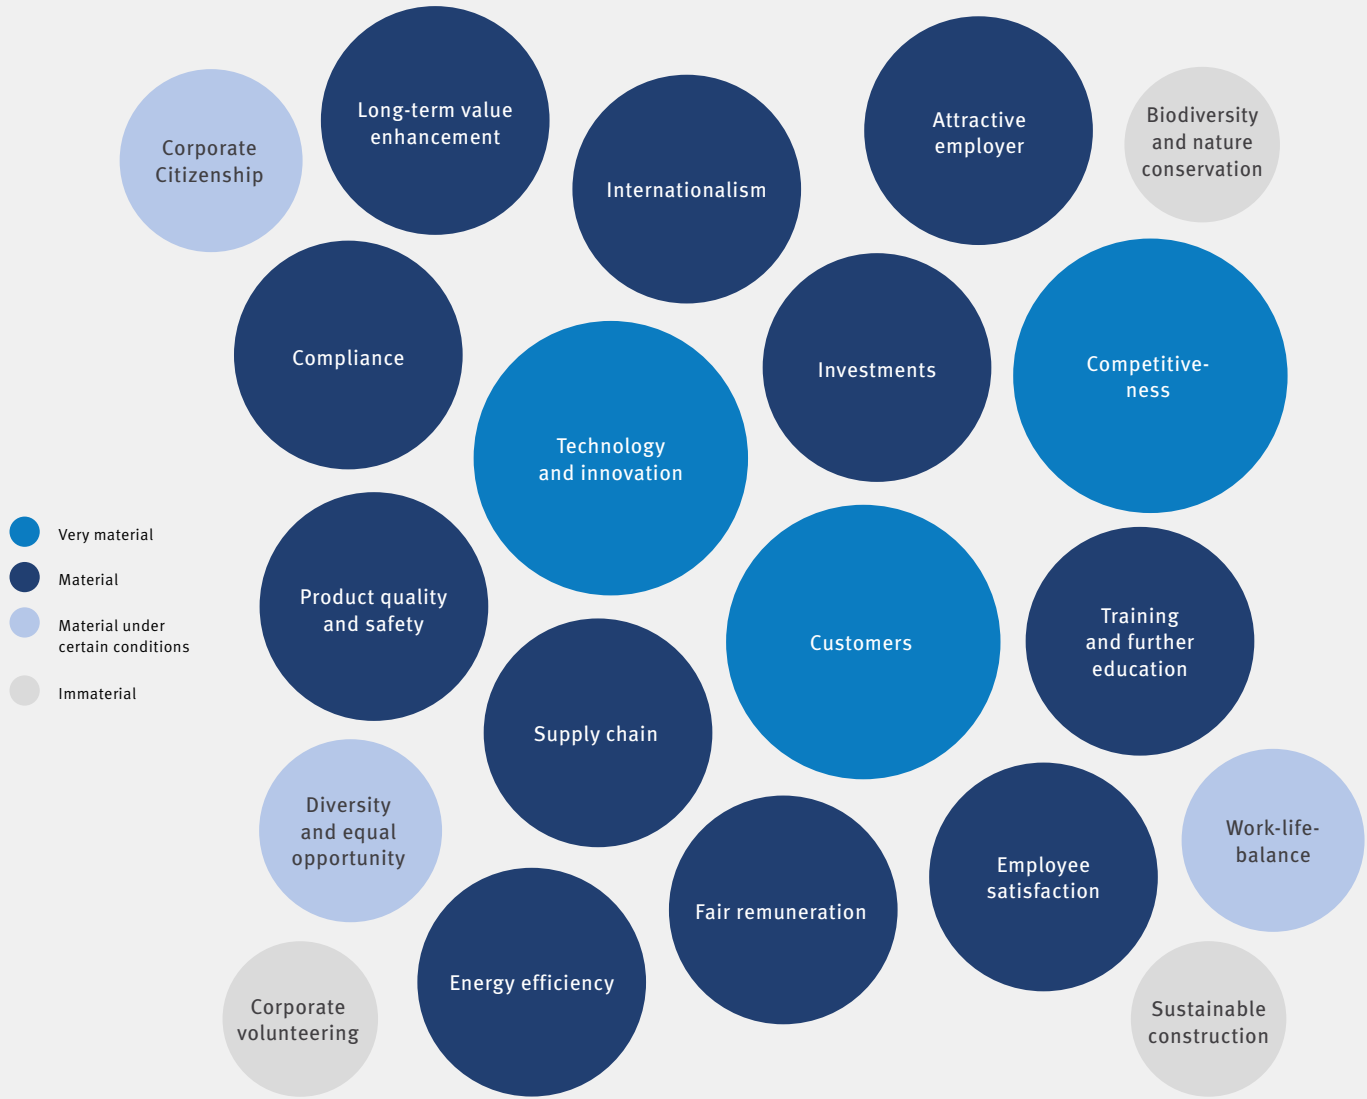 Long-term value
enhancement
Attractive
employer
Biodiversity
and nature
conservation
Corporate
Citizenship
Internationalism
Compliance
Investments
Competitive-
ness
Technology
and innovation
Very material
Material
Material under
certain conditions
Immaterial
Product quality
and safety
Customers
Training
and further
education
Supply chain
Diversity
and equal
opportunity
Work-life-
balance
Employee
satisfaction
Fair remuneration
Energy efficiency
Corporate
volunteering
Sustainable
construction